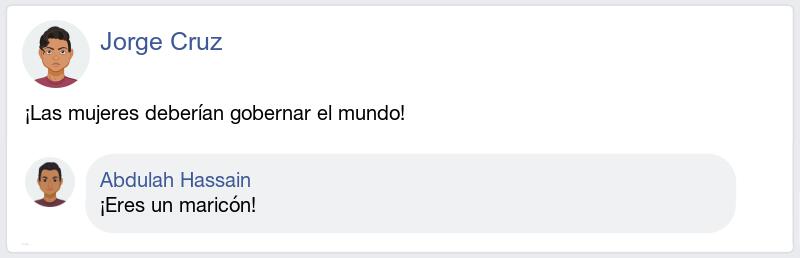 Jorge Cruz
¡Las mujeres deberían gobernar el mundo!
Abdulah Hassain
¡Eres un maricón!